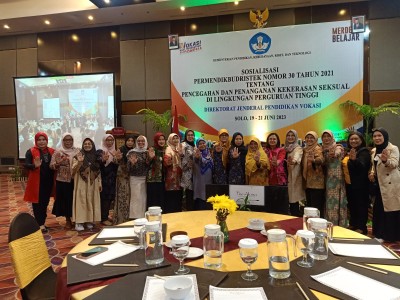 VOKASI
MERDEKA
BELAJAR
KEMENTERIAN PENDIDIKAN, KEBUDAYAAN, RISET, DAN TEKNOLOGI
SOSIALISASI
PERMENDIKBUDRISTEK NOMOR 30 TAHUN 2021
TENTANG
PENCEGAHAN DAN PENANGANAN KEKERASAN SEKSUAL
DI LINGKUNGAN PERGURUAN TINGGI
DIREKTORAT JENDERAL PENDIDIKAN VOKASI
SOLO, 19 - 21 JUNI 2023